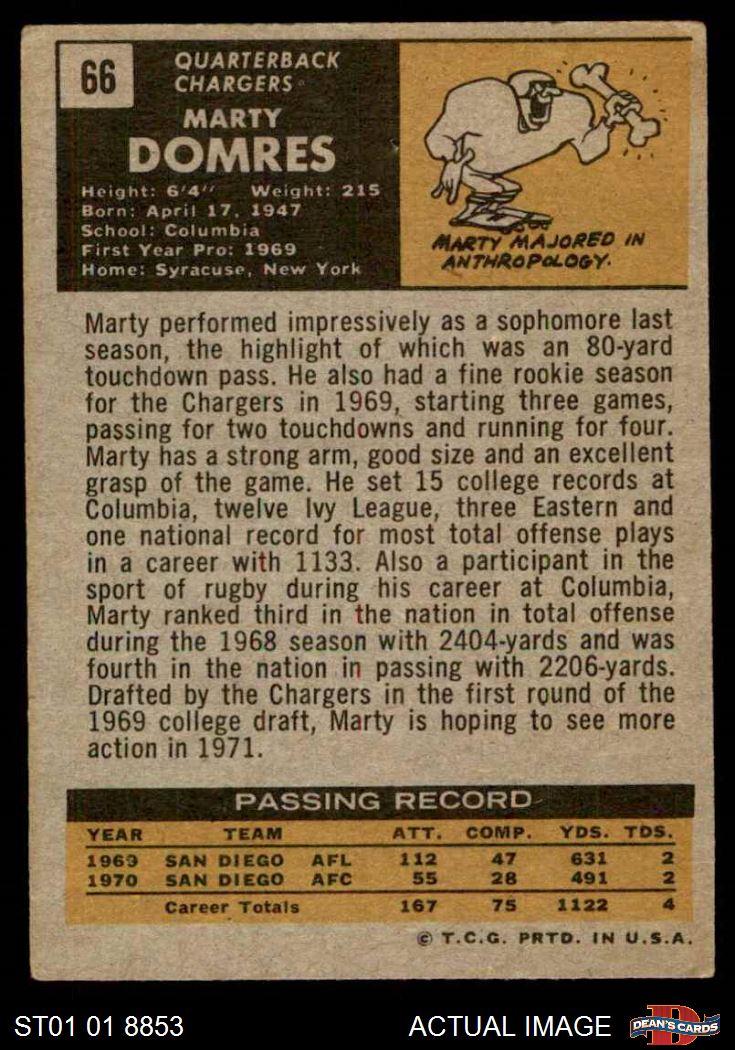 66
QUARTERBACK
CHARGERS
MARTY
DOMRES
Height: 6'4" Weight: 215
Born: April 17, 1947
School: Columbia
First Year Pro: 1969
Home: Syracuse, New York
MARTY MAJORED IN
ANTHROPOLOGY.
Marty performed impressively as a sophomore last
season, the highlight of which was an 80-yard
touchdown pass. He also had a fine rookie season
for the Chargers in 1969, starting three games,
passing for two touchdowns and running for four.
Marty has a strong arm, good size and an excellent
grasp of the game. He set 15 college records at
Columbia, twelve Ivy League, three Eastern and
one national record for most total offense plays
in a career with 1133. Also a participant in the
sport of rugby during his career at Columbia,
Marty ranked third in the nation in total offense
during the 1968 season with 2404-yards and was
fourth in the nation in passing with 2206-yards.
Drafted by the Chargers in the first round of the
1969 college draft, Marty is hoping to see more
action in 1971.
PASSING RECORD
YEAR TEAM ATT. COMP. YDS. TDS.
1969 SAN DIEGO AFL 112 47 631 2
1970 SAN DIEGO AFC 55 28 491 2
Career Totals 167 75 1122 4
© T.C.G. PRTD. IN U.S.A.
ST01 01 8853
ACTUAL IMAGE
D
DEAN'S CARDS